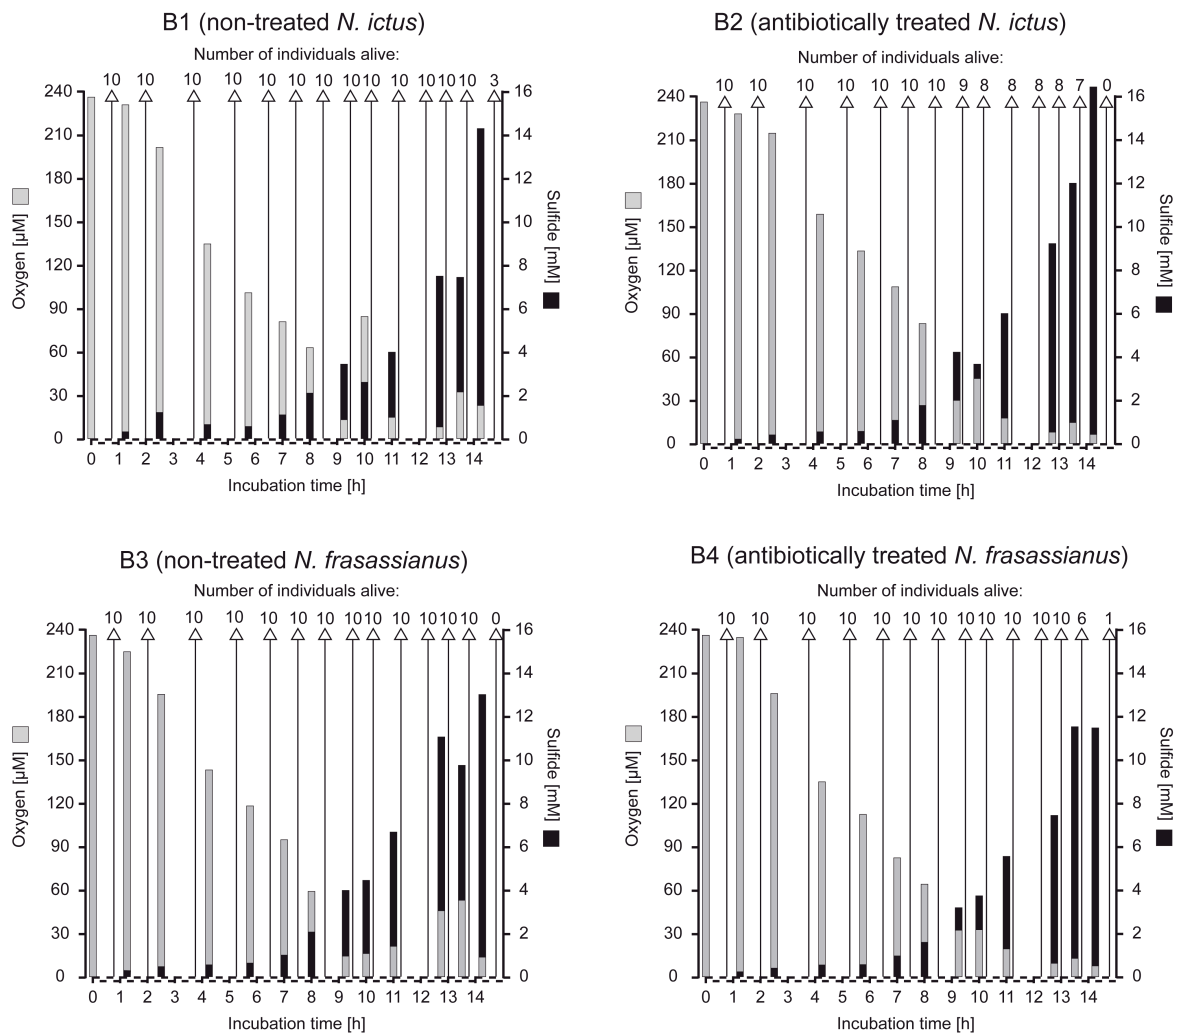 B1 (non-treated N. ictus)
Number of individuals alive:
10 10 10 10 10 10 10 10 10 10 10 10 10 3
240 210 180 150 120 90 60 30 0
Oxygen [µM]
16 14 12 10 8 6 4 2 0
Sulfide [mM]
0 1 2 3 4 5 6 7 8 9 10 11 12 13 14
Incubation time [h]
B2 (antibiotically treated N. ictus)
Number of individuals alive:
10 10 10 10 10 10 10 9 8 8 8 8 7 0
240 210 180 150 120 90 60 30 0
Oxygen [µM]
16 14 12 10 8 6 4 2 0
Sulfide [mM]
0 1 2 3 4 5 6 7 8 9 10 11 12 13 14
Incubation time [h]
B3 (non-treated N. frasassianus)
Number of individuals alive:
10 10 10 10 10 10 10 10 10 10 10 10 10 0
240 210 180 150 120 90 60 30 0
Oxygen [µM]
16 14 12 10 8 6 4 2 0
Sulfide [mM]
0 1 2 3 4 5 6 7 8 9 10 11 12 13 14
Incubation time [h]
B4 (antibiotically treated N. frasassianus)
Number of individuals alive:
10 10 10 10 10 10 10 10 10 10 10 10 6 1
240 210 180 150 120 90 60 30 0
Oxygen [µM]
16 14 12 10 8 6 4 2 0
Sulfide [mM]
0 1 2 3 4 5 6 7 8 9 10 11 12 13 14
Incubation time [h]